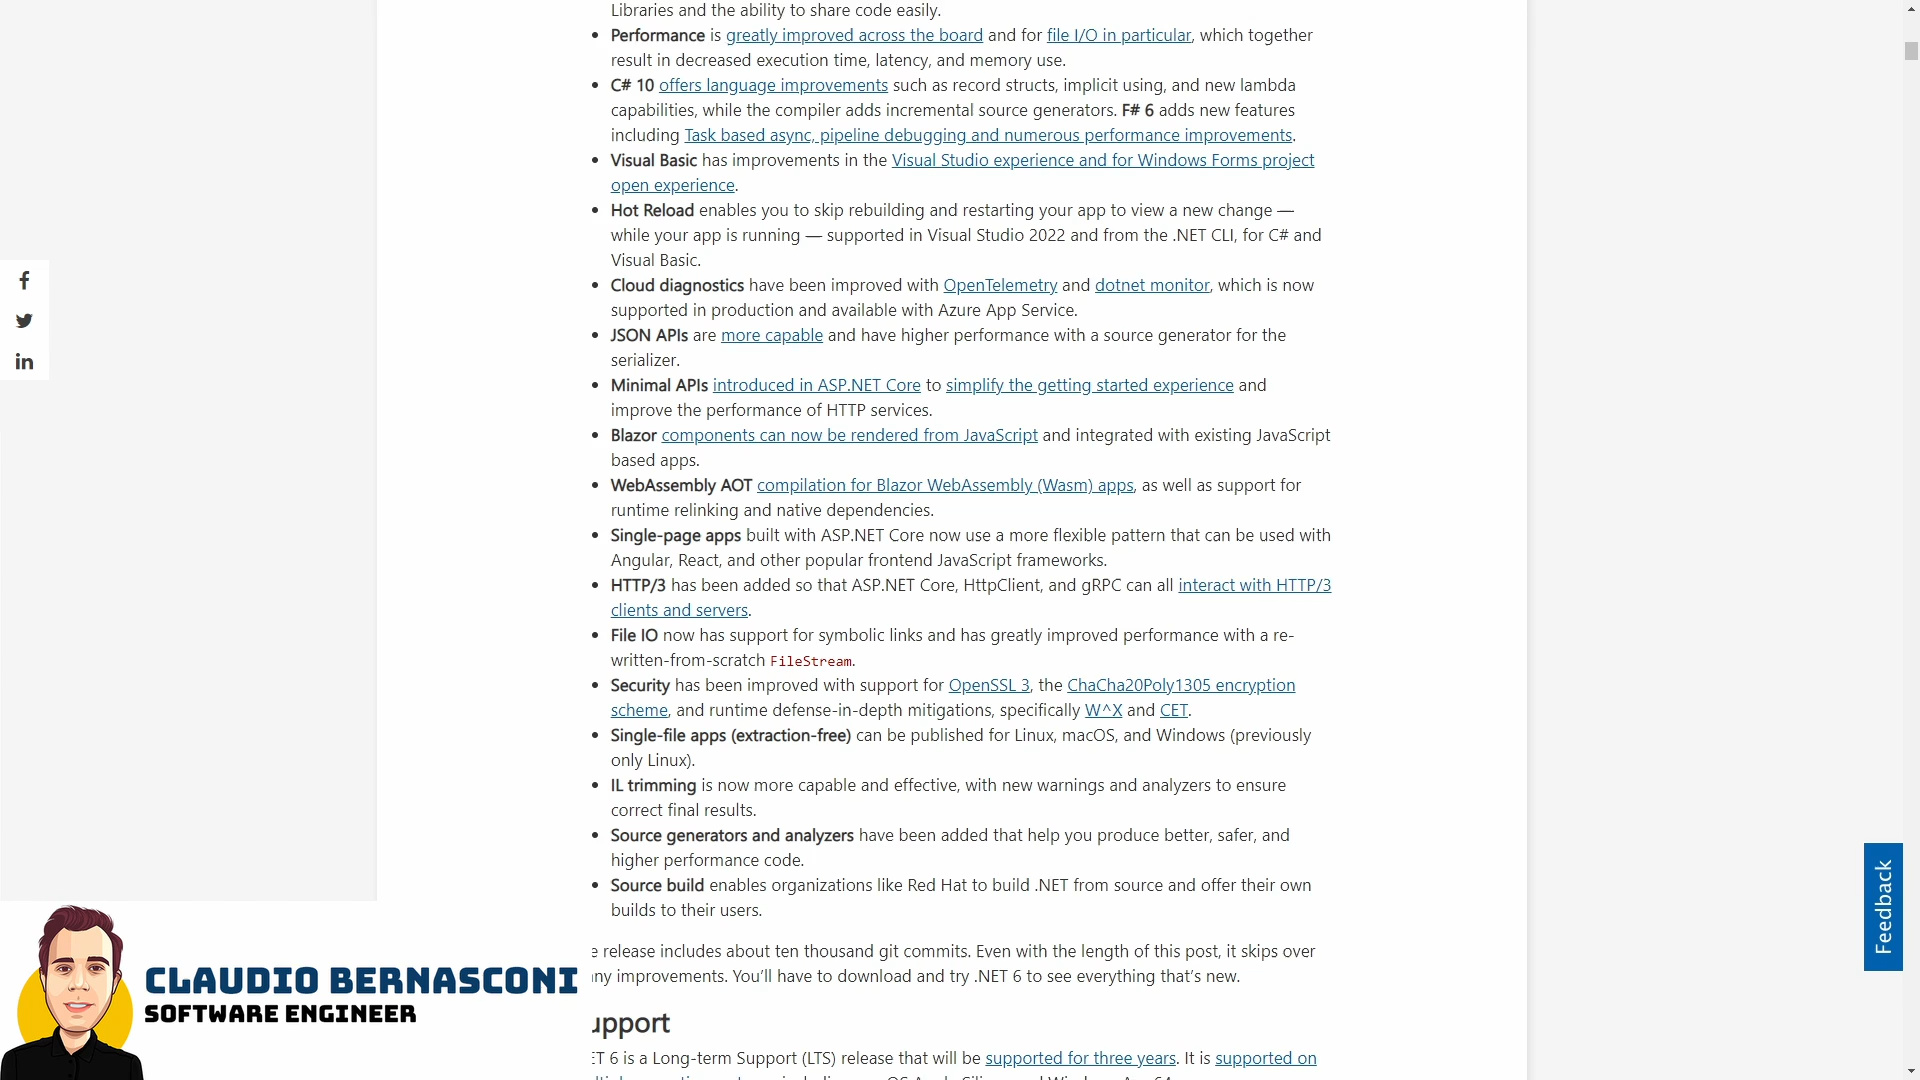 Libraries and the ability to share code easily.
Performance is greatly improved across the board and for file I/O in particular, which together
result in decreased execution time, latency, and memory use.
C# 10 offers language improvements such as record structs, implicit using, and new lambda
capabilities, while the compiler adds incremental source generators. F# 6 adds new features
including Task based async, pipeline debugging and numerous performance improvements.
Visual Basic has improvements in the Visual Studio experience and for Windows Forms project
open experience.
Hot Reload enables you to skip rebuilding and restarting your app to view a new change —
while your app is running — supported in Visual Studio 2022 and from the .NET CLI, for C# and
Visual Basic.
Cloud diagnostics have been improved with OpenTelemetry and dotnet monitor, which is now
supported in production and available with Azure App Service.
JSON APIs are more capable and have higher performance with a source generator for the
serializer.
Minimal APIs introduced in ASP.NET Core to simplify the getting started experience and
improve the performance of HTTP services.
Blazor components can now be rendered from JavaScript and integrated with existing JavaScript
based apps.
WebAssembly AOT compilation for Blazor WebAssembly (Wasm) apps, as well as support for
runtime relinking and native dependencies.
Single-page apps built with ASP.NET Core now use a more flexible pattern that can be used with
Angular, React, and other popular frontend JavaScript frameworks.
HTTP/3 has been added so that ASP.NET Core, HttpClient, and gRPC can all interact with HTTP/3
clients and servers.
File IO now has support for symbolic links and has greatly improved performance with a re-
written-from-scratch FileStream.
Security has been improved with support for OpenSSL 3, the ChaCha20Poly1305 encryption
scheme, and runtime defense-in-depth mitigations, specifically W^X and CET.
Single-file apps (extraction-free) can be published for Linux, macOS, and Windows (previously
only Linux).
IL trimming is now more capable and effective, with new warnings and analyzers to ensure
correct final results.
Source generators and analyzers have been added that help you produce better, safer, and
higher performance code.
Source build enables organizations like Red Hat to build .NET from source and offer their own
builds to their users.
e release includes about ten thousand git commits. Even with the length of this post, it skips over
ny improvements. You'll have to download and try .NET 6 to see everything that's new.
upport
ET 6 is a Long-term Support (LTS) release that will be supported for three years. It is supported on
Feedback
CLAUDIO BERNASCONI
SOFTWARE ENGINEER